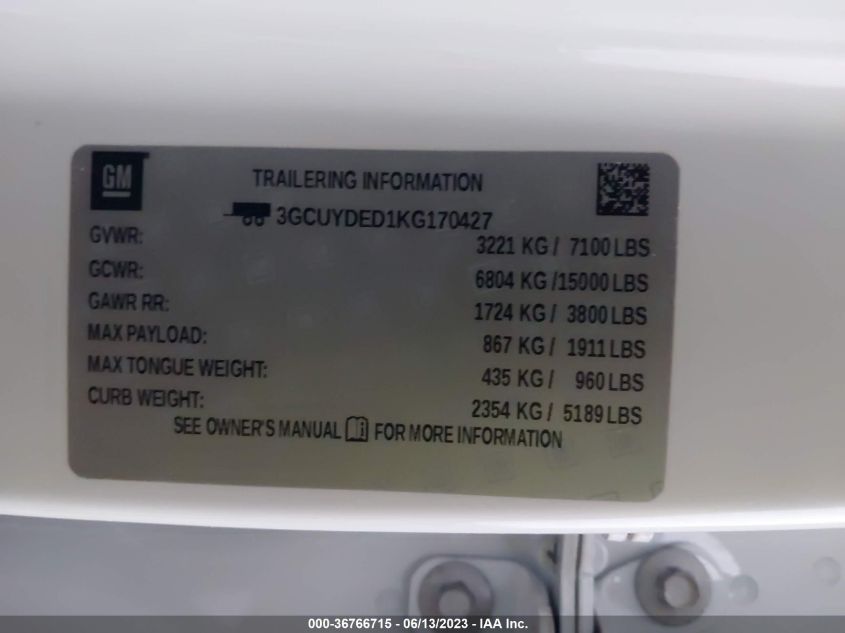 GM
TRAILERING INFORMATION
3GCUYDED1KG170427
GVWR: 3221 KG / 7100 LBS
GCWR: 6804 KG /15000 LBS
GAWR RR: 1724 KG / 3800 LBS
MAX PAYLOAD: 867 KG / 1911 LBS
MAX TONGUE WEIGHT: 435 KG / 960 LBS
CURB WEIGHT: 2354 KG / 5189 LBS
SEE OWNER'S MANUAL FOR MORE INFORMATION
000-36766715 - 06/13/2023 - IAA Inc.